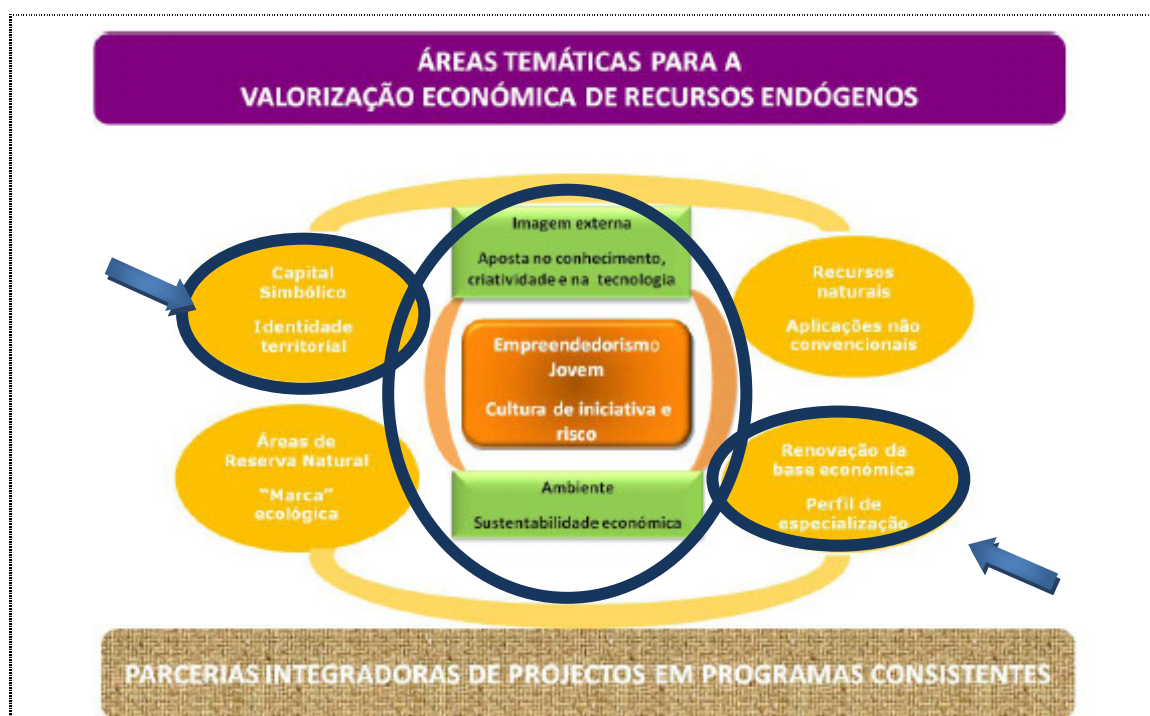 ÁREAS TEMÁTICAS PARA A
VALORIZAÇÃO ECONÓMICA DE RECURSOS ENDÓGENOS
Imagem externa
Aposta no conhecimento,
criatividade e na tecnologia
Capital
Simbólico
Identidade
territorial
Recursos
naturais
Aplicações não
convencionais
Empreendedorismo
Jovem
Cultura de iniciativa e
risco
Áreas de
Reserva Natural
"Marca"
ecológica
Renovação da
base económica
Perfil de
especialização
Ambiente
Sustentabilidade económica
PARCERIAS INTEGRADORAS DE PROJECTOS EM PROGRAMAS CONSISTENTES